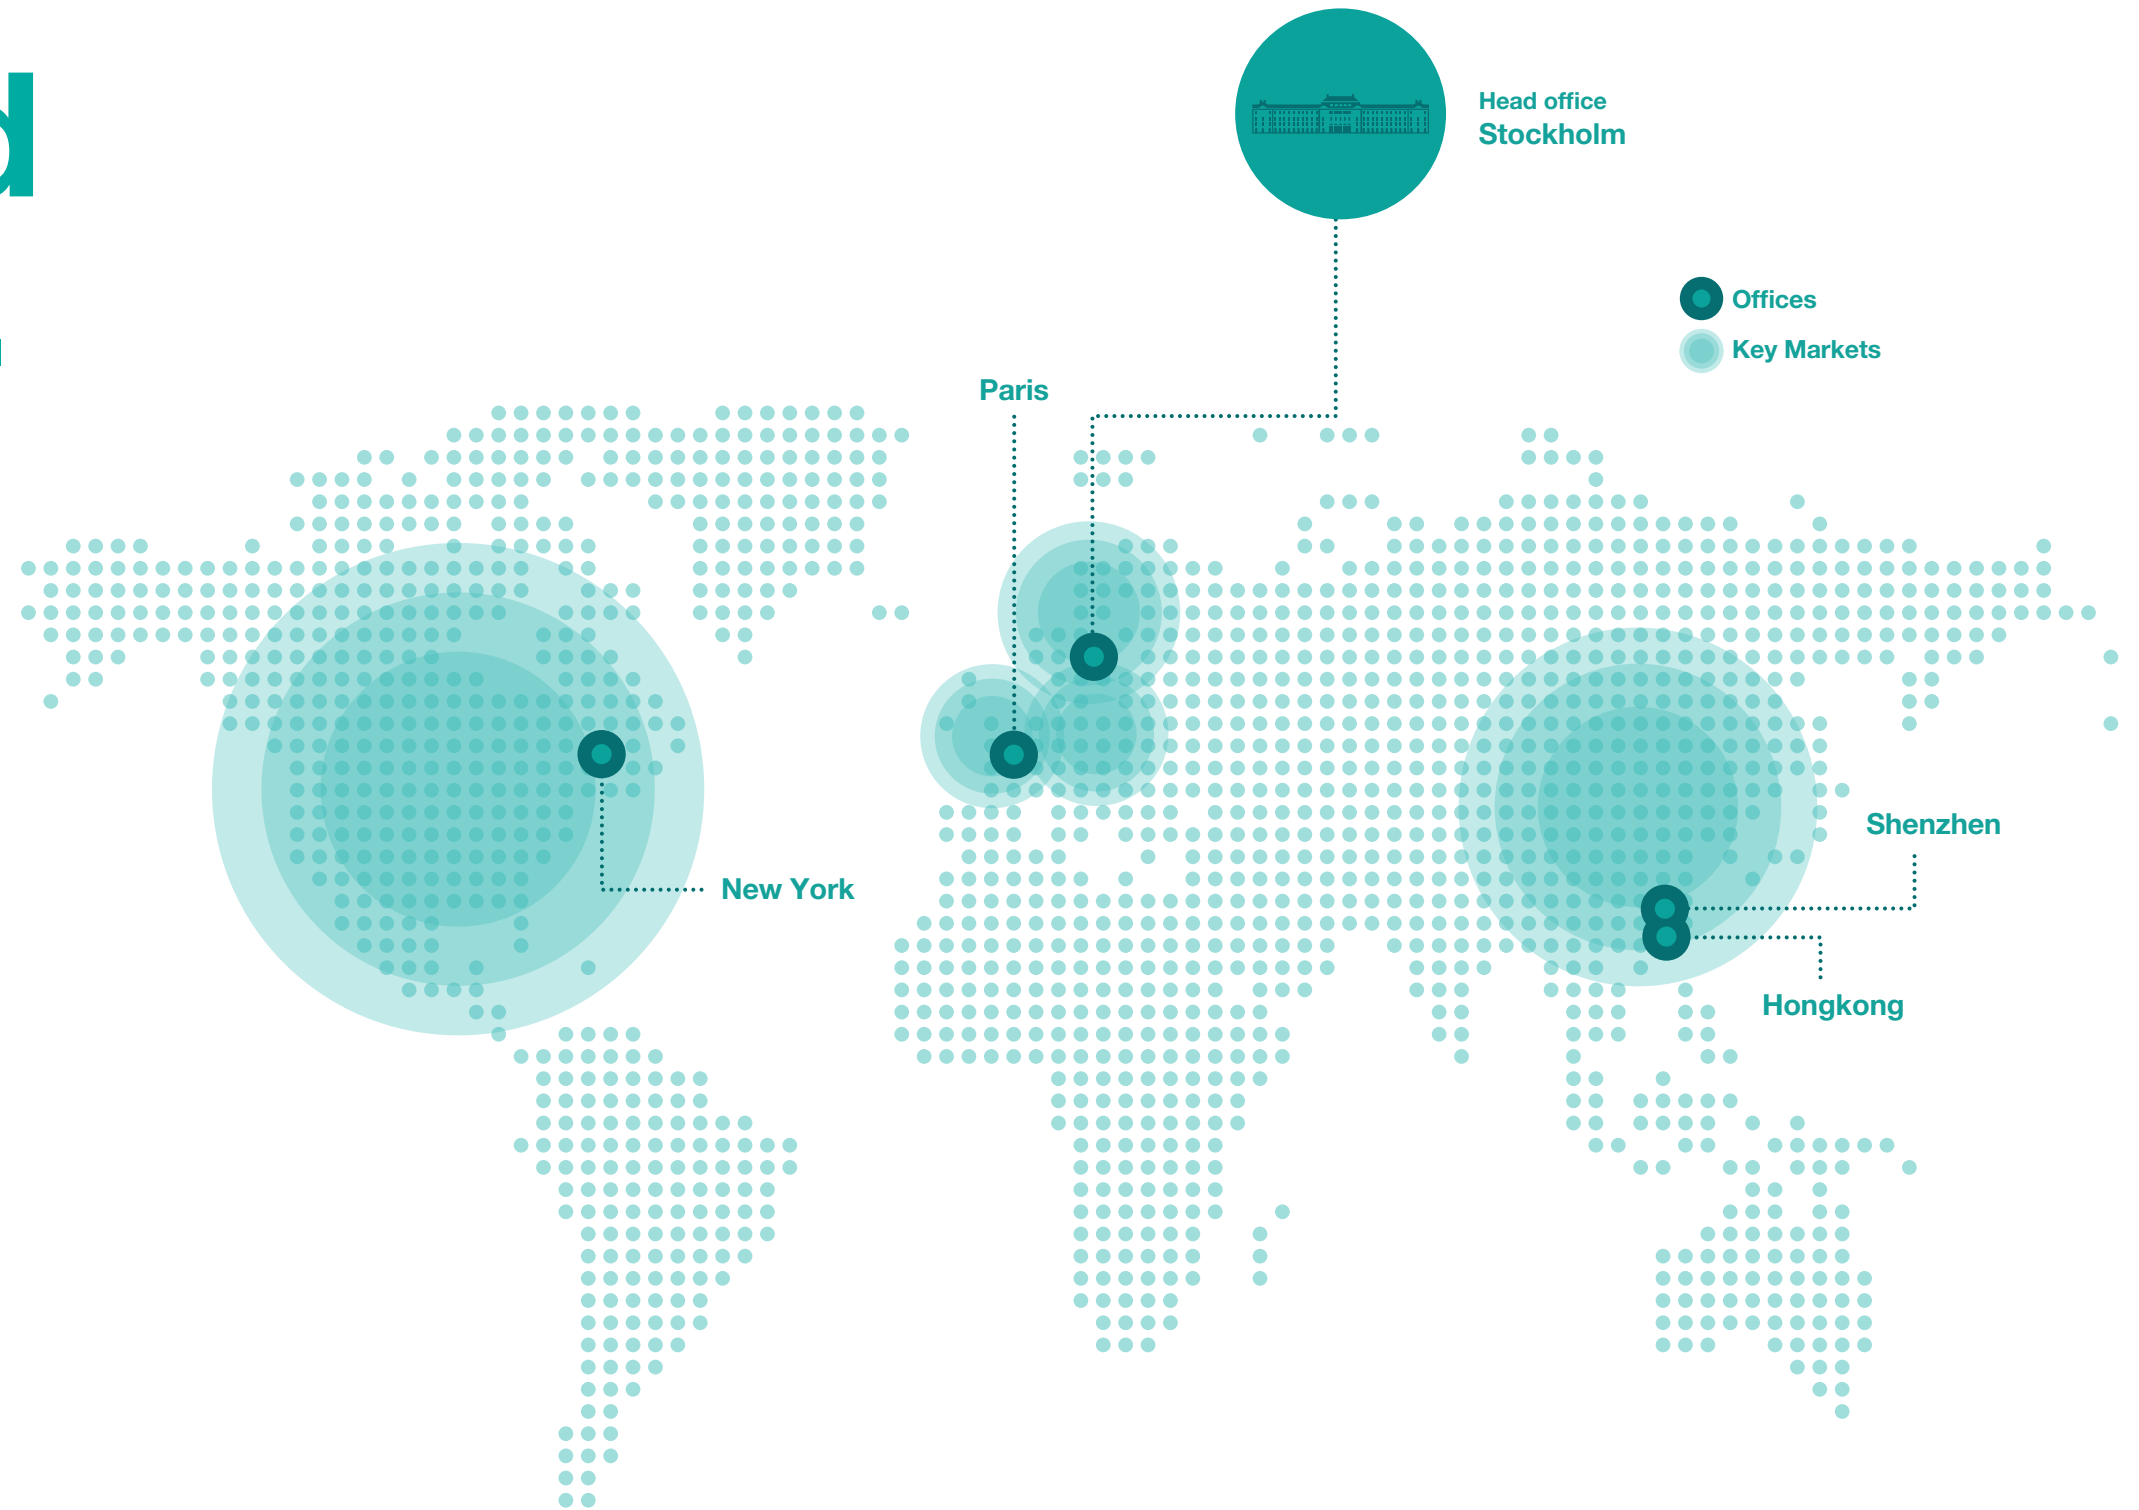 d
Head office
Stockholm
Offices
Key Markets
Paris
Shenzhen
New York
Hongkong